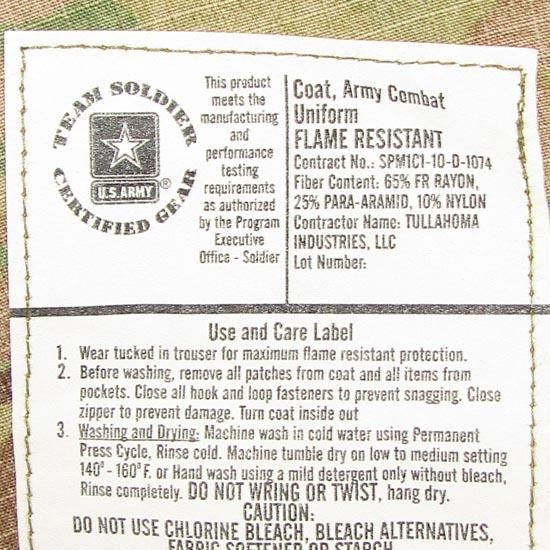 TEAM SOLDIER
U.S.ARMY ®
CERTIFIED GEAR
This product
meets the
manufacturing
and
performance
testing
requirements
as authorized
by the Program
Executive
Office - Soldier
Coat, Army Combat
Uniform
FLAME RESISTANT
Contract No.: SPM1C1-10-D-1074
Fiber Content: 65% FR RAYON,
25% PARA-ARAMID, 10% NYLON
Contractor Name: TULLAHOMA
INDUSTRIES, LLC
Lot Number:
Use and Care Label
1. Wear tucked in trouser for maximum flame resistant protection.
2. Before washing, remove all patches from coat and all items from
pockets. Close all hook and loop fasteners to prevent snagging. Close
zipper to prevent damage. Turn coat inside out
3. Washing and Drying: Machine wash in cold water using Permanent
Press Cycle, Rinse cold. Machine tumble dry on low to medium setting
140° - 160° F. or Hand wash using a mild detergent only without bleach,
Rinse completely. DO NOT WRING OR TWIST, hang dry.
CAUTION:
DO NOT USE CHLORINE BLEACH, BLEACH ALTERNATIVES,
FABRIC SOFTENER OR STARCH